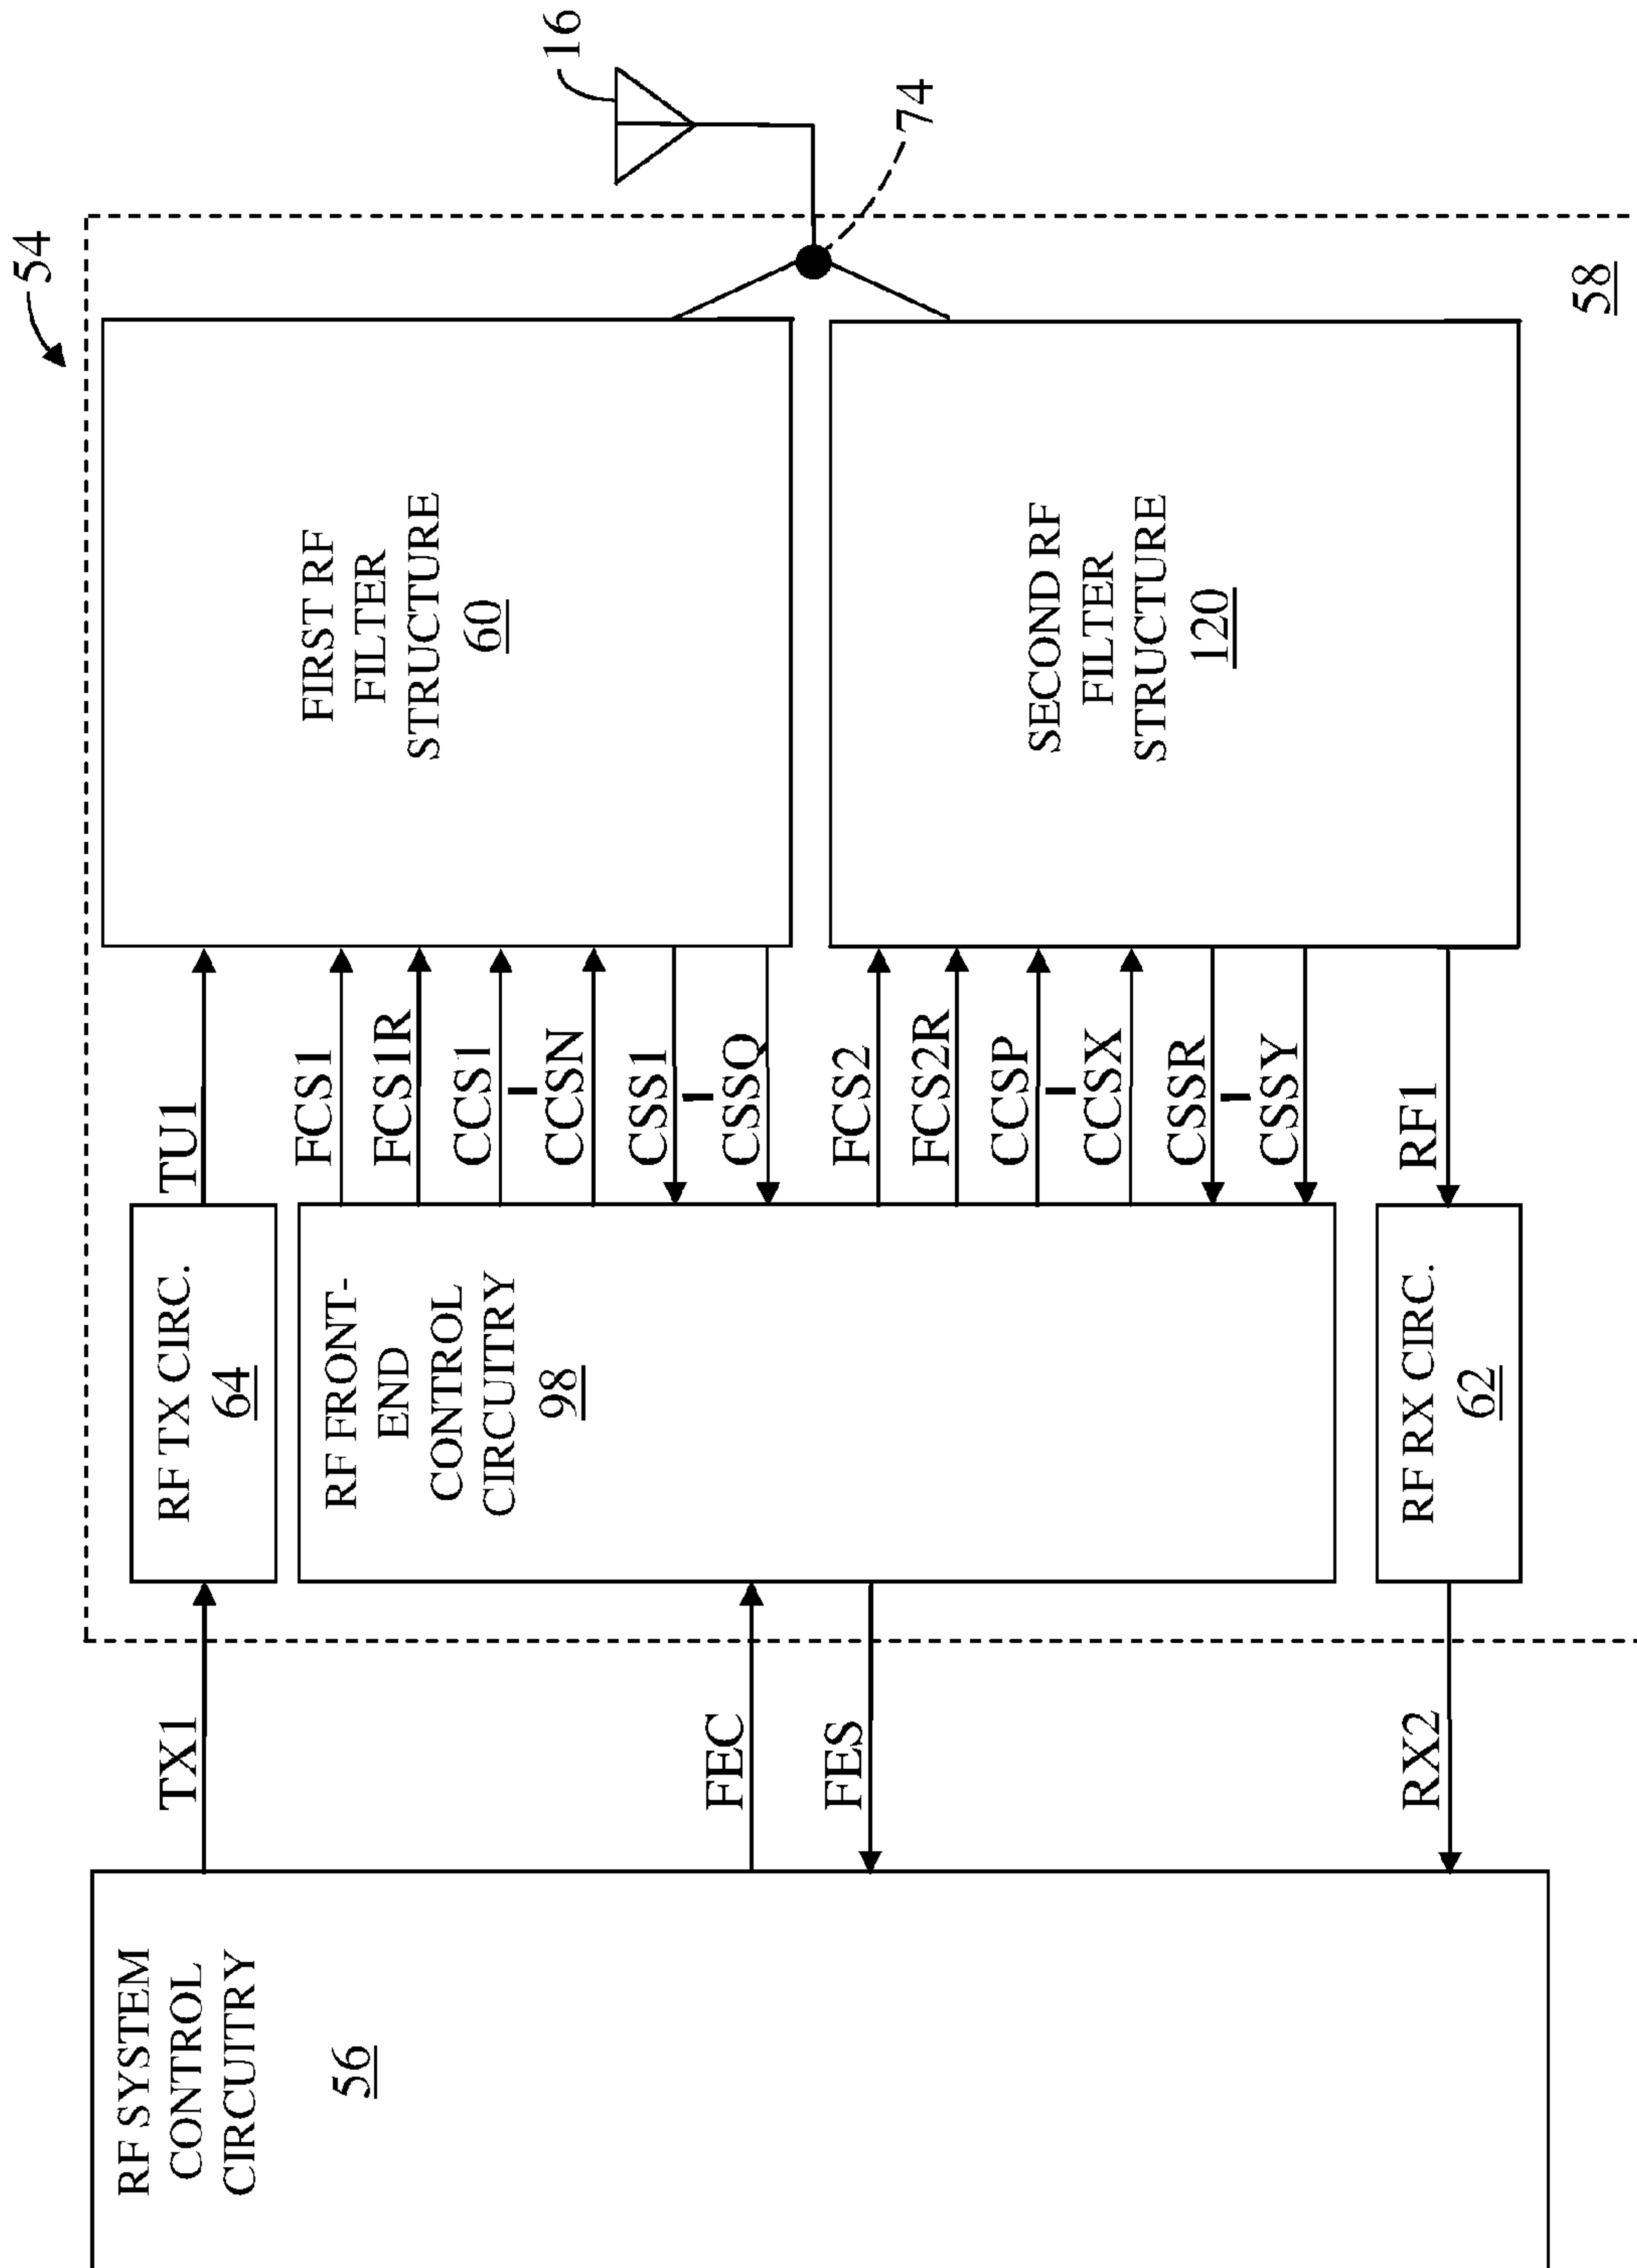 54
16
74
58
RF SYSTEM
CONTROL
CIRCUITRY
56
TX1
FEC
FES
RX2
RF TX CIRC.
64
RF FRONT-
END
CONTROL
CIRCUITRY
98
RF RX CIRC.
62
TU1
FCS1
FCS1R
CCS1
-
CCSN
CSS1
-
CSSQ
FCS2
FCS2R
CCSP
-
CCSX
CSSR
-
CSSY
RF1
FIRST RF
FILTER
STRUCTURE
60
SECOND RF
FILTER
STRUCTURE
120